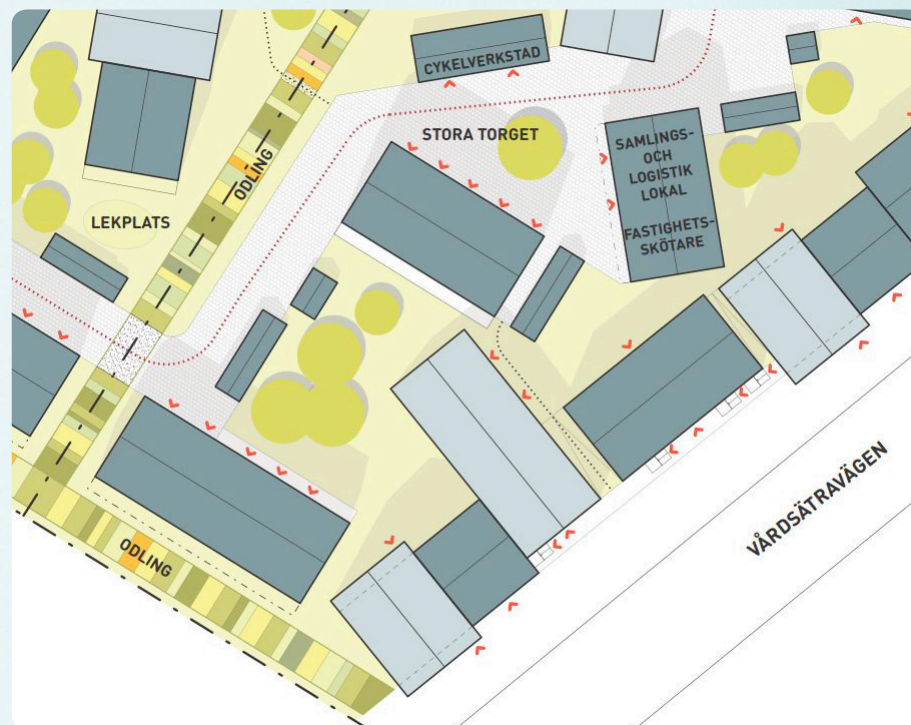 CYKELVERKSTAD
STORA TORGET
SAMLINGS-
OCH
LOGISTIK
LOKAL
FASTIGHETS-
SKÖTARE
ODLING
LEKPLATS
VÅRDSÄTRAVÄGEN
ODLING